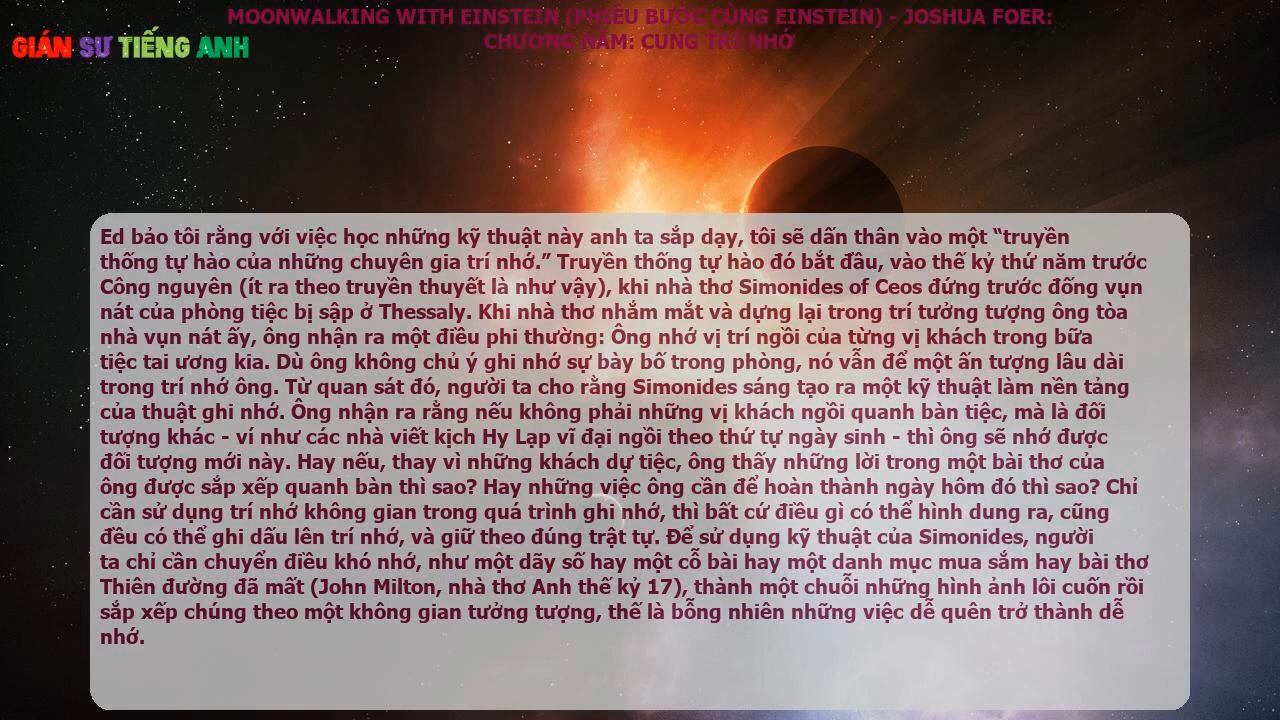 MOONWALKING WITH EINSTEIN (PHIÊU BƯỚC CÙNG EINSTEIN) - JOSHUA FOER:
CHƯƠNG NĂM: CUNG TRÍ NHỚ
GIÁN SƯ TIẾNG ANH
Ed bảo tôi rằng với việc học những kỹ thuật này anh ta sắp dạy, tôi sẽ dấn thân vào một “truyền
thống tự hào của những chuyên gia trí nhớ.” Truyền thống tự hào đó bắt đầu, vào thế kỷ thứ năm trước
Công nguyên (ít ra theo truyền thuyết là như vậy), khi nhà thơ Simonides of Ceos đứng trước đống vụn
nát của phòng tiệc bị sập ở Thessaly. Khi nhà thơ nhắm mắt và dựng lại trong trí tưởng tượng ông tòa
nhà vụn nát ấy, ông nhận ra một điều phi thường: Ông nhớ vị trí ngồi của từng vị khách trong bữa
tiệc tai ương kia. Dù ông không chủ ý ghi nhớ sự bày bố trong phòng, nó vẫn để một ấn tượng lâu dài
trong trí nhớ ông. Từ quan sát đó, người ta cho rằng Simonides sáng tạo ra một kỹ thuật làm nền tảng
của thuật ghi nhớ. Ông nhận ra rằng nếu không phải những vị khách ngồi quanh bàn tiệc, mà là đối
tượng khác - ví như các nhà viết kịch Hy Lạp vĩ đại ngồi theo thứ tự ngày sinh - thì ông sẽ nhớ được
đối tượng mới này. Hay nếu, thay vì những khách dự tiệc, ông thấy những lời trong một bài thơ của
ông được sắp xếp quanh bàn thì sao? Hay những việc ông cần để hoàn thành ngày hôm đó thì sao? Chỉ
cần sử dụng trí nhớ không gian trong quá trình ghi nhớ, thì bất cứ điều gì có thể hình dung ra, cũng
đều có thể ghi dấu lên trí nhớ, và giữ theo đúng trật tự. Để sử dụng kỹ thuật của Simonides, người
ta chỉ cần chuyển điều khó nhớ, như một dãy số hay một cỗ bài hay một danh mục mua sắm hay bài thơ
Thiên đường đã mất (John Milton, nhà thơ Anh thế kỷ 17), thành một chuỗi những hình ảnh lôi cuốn rồi
sắp xếp chúng theo một không gian tưởng tượng, thế là bỗng nhiên những việc dễ quên trở thành dễ
nhớ.